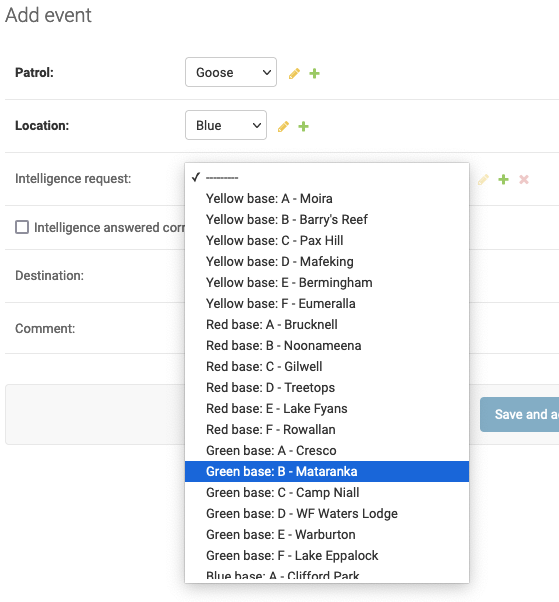 Add event
Patrol:
Goose
Location:
Blue
Intelligence request:
✓ ---------
Yellow base: A - Moira
Yellow base: B - Barry's Reef
Yellow base: C - Pax Hill
Yellow base: D - Mafeking
Yellow base: E - Bermingham
Yellow base: F - Eumeralla
Red base: A - Brucknell
Red base: B - Noonameena
Red base: C - Gilwell
Red base: D - Treetops
Red base: E - Lake Fyans
Red base: F - Rowallan
Green base: A - Cresco
Green base: B - Mataranka
Green base: C - Camp Niall
Green base: D - WF Waters Lodge
Green base: E - Warburton
Green base: F - Lake Eppalock
Blue base: A - Clifford Park
Intelligence answered corr
Destination:
Comment:
Save and a